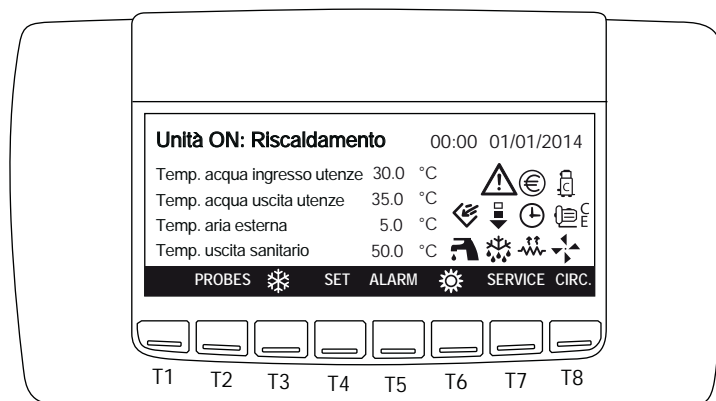 Unità ON: Riscaldamento 00:00 01/01/2014
Temp. acqua ingresso utenze 30.0 °C
Temp. acqua uscita utenze 35.0 °C
Temp. aria esterna 5.0 °C
Temp. uscita sanitario 50.0 °C
C
C
E
PROBES SET ALARM SERVICE CIRC.
T1 T2 T3 T4 T5 T6 T7 T8